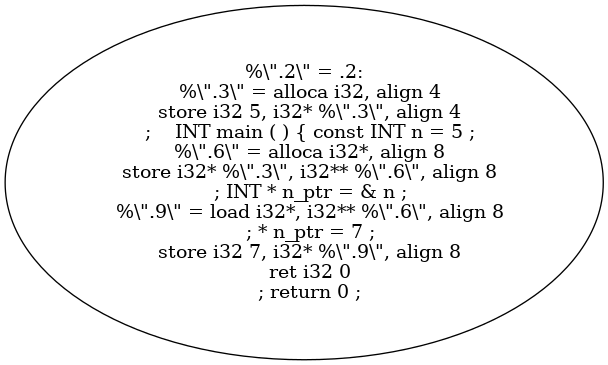 %\".2\" = .2:
%\".3\" = alloca i32, align 4
store i32 5, i32* %\".3\", align 4
;    INT main ( ) { const INT n = 5 ;
%\".6\" = alloca i32*, align 8
store i32* %\".3\", i32** %\".6\", align 8
; INT * n_ptr = & n ;
%\".9\" = load i32*, i32** %\".6\", align 8
; * n_ptr = 7 ;
store i32 7, i32* %\".9\", align 8
ret i32 0
; return 0 ;